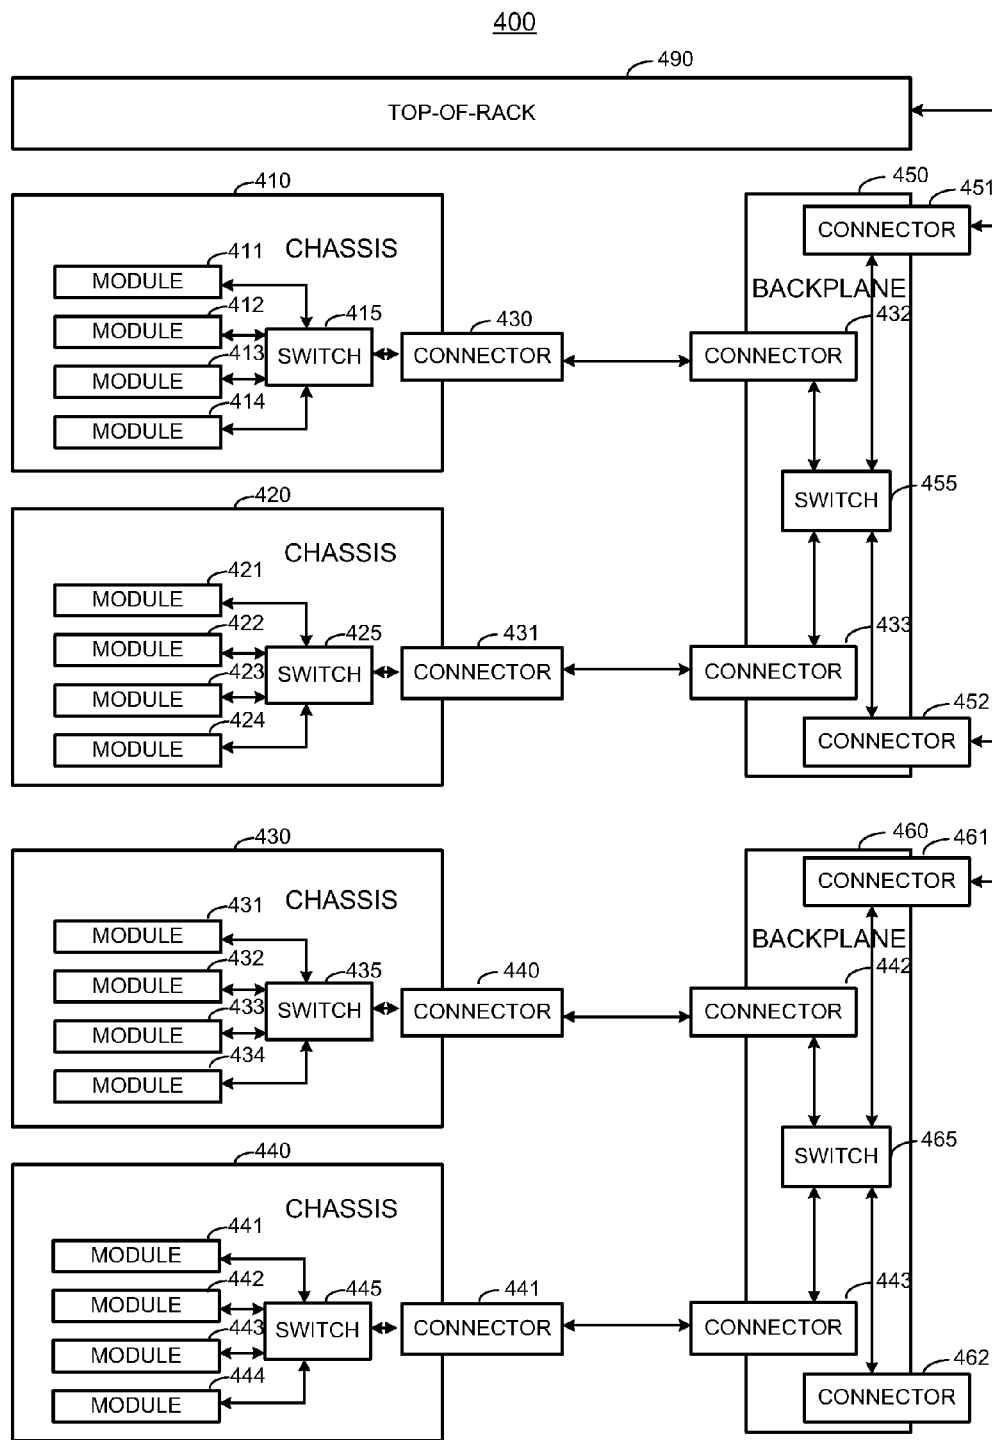 400
490
TOP-OF-RACK
410
CHASSIS
411
MODULE
412
MODULE
413
MODULE
414
MODULE
415
SWITCH
430
CONNECTOR
450
451
CONNECTOR
BACKPLANE
432
CONNECTOR
SWITCH
455
420
CHASSIS
421
MODULE
422
MODULE
423
MODULE
424
MODULE
425
SWITCH
431
CONNECTOR
433
CONNECTOR
452
CONNECTOR
430
CHASSIS
431
MODULE
432
MODULE
433
MODULE
434
MODULE
435
SWITCH
440
CONNECTOR
460
461
CONNECTOR
BACKPLANE
442
CONNECTOR
SWITCH
465
440
CHASSIS
441
MODULE
442
MODULE
443
MODULE
444
MODULE
445
SWITCH
441
CONNECTOR
443
CONNECTOR
462
CONNECTOR